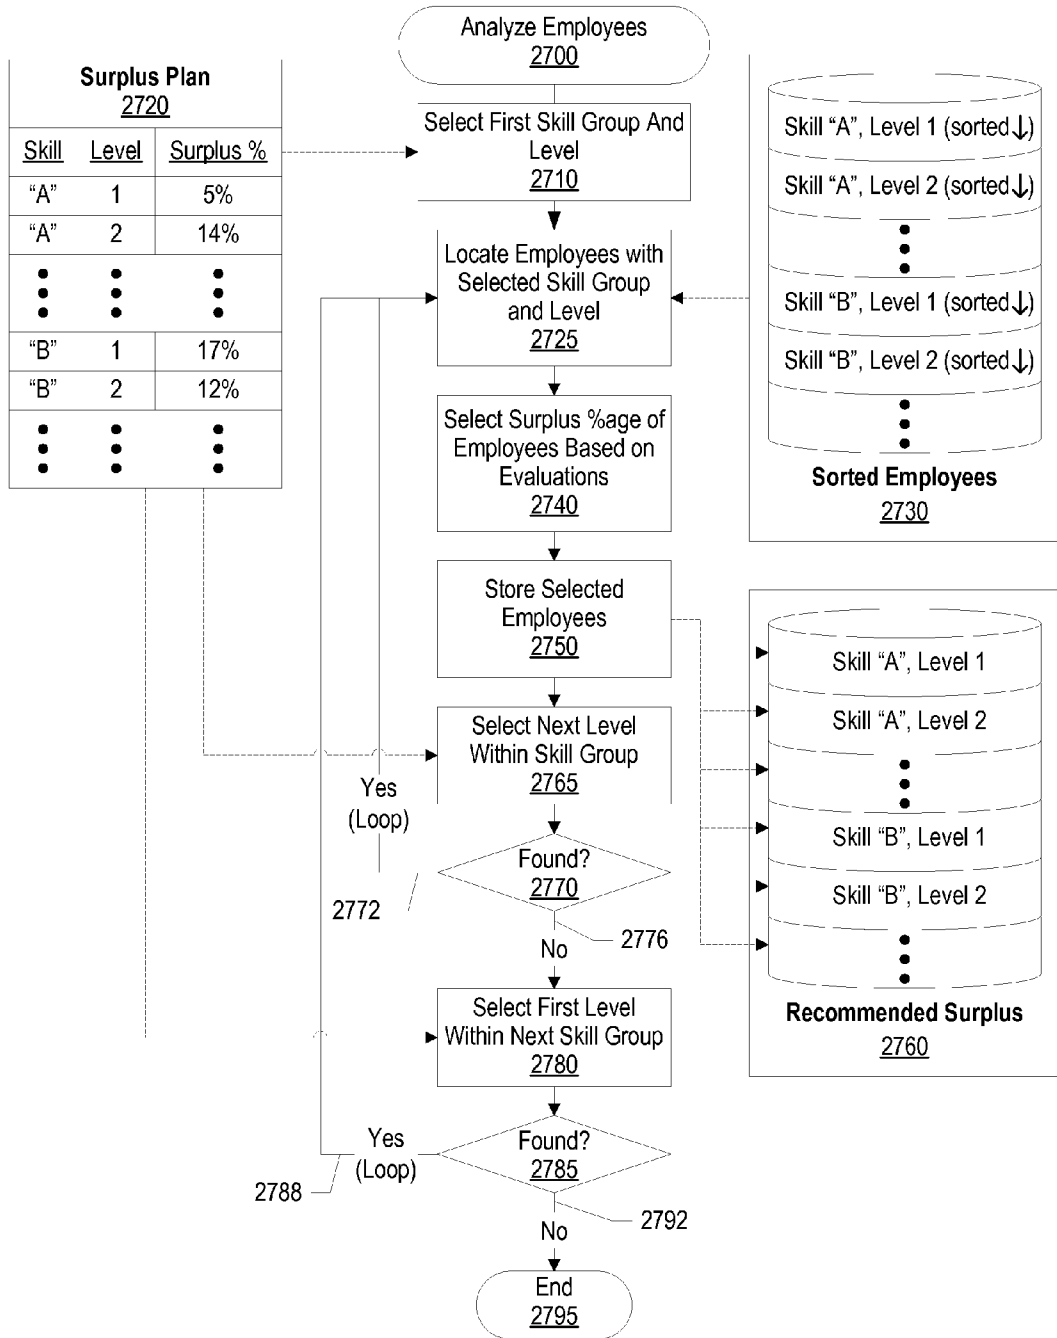 Analyze Employees
2700
Surplus Plan
2720
Skill Level Surplus %
“A” 1 5%
“A” 2 14%
“B” 1 17%
“B” 2 12%
Select First Skill Group And
Level
2710
Locate Employees with
Selected Skill Group
and Level
2725
Select Surplus %age of
Employees Based on
Evaluations
2740
Store Selected
Employees
2750
Select Next Level
Within Skill Group
2765
Yes
(Loop)
Found?
2770
2772
2776
No
Select First Level
Within Next Skill Group
2780
Yes
(Loop)
Found?
2785
2788
2792
No
End
2795
Skill “A”, Level 1 (sorted↓)
Skill “A”, Level 2 (sorted↓)
Skill “B”, Level 1 (sorted↓)
Skill “B”, Level 2 (sorted↓)
Sorted Employees
2730
Skill “A”, Level 1
Skill “A”, Level 2
Skill “B”, Level 1
Skill “B”, Level 2
Recommended Surplus
2760